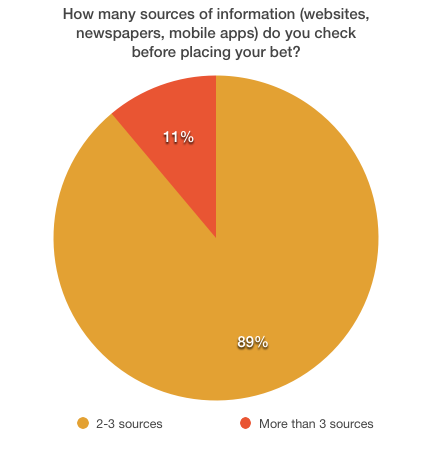 How many sources of information (websites,
newspapers, mobile apps) do you check
before placing your bet?
11%
89%
2-3 sources
More than 3 sources